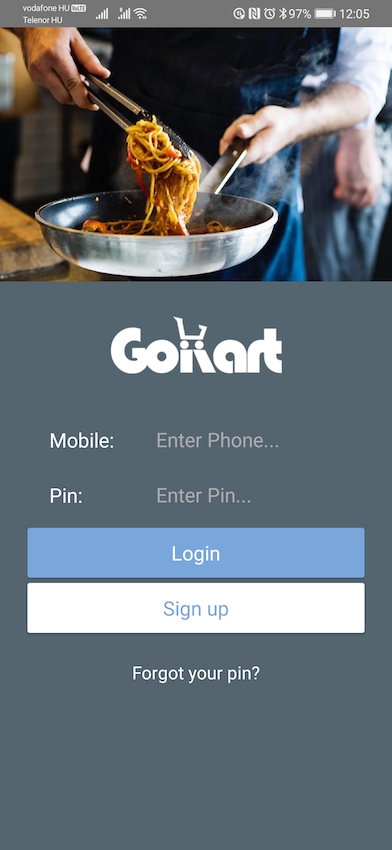 vodafone HU VoLTE
Telenor HU
97% 12:05
GoKart
Mobile: Enter Phone...
Pin: Enter Pin...
Login
Sign up
Forgot your pin?